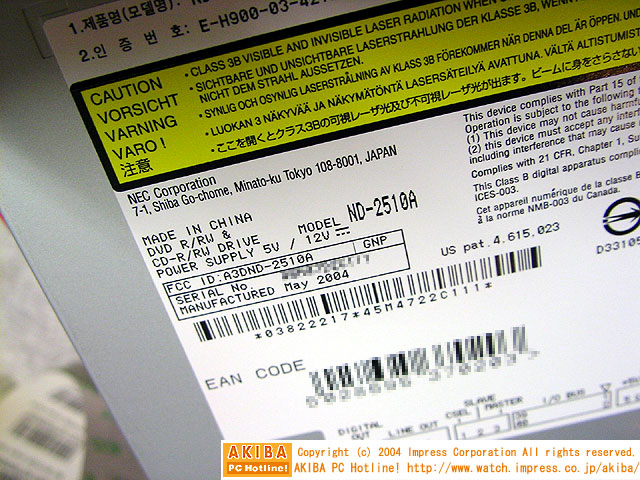 1.제품명(모델명):
2.인 증 번 호: E-H900-03-421
CAUTION
VORSICHT
VARNING
VARO!
注意
· CLASS 3B VISIBLE AND INVISIBLE LASER RADIATION WHEN
· SICHTBARE UND UNSICHTBARE LASERSTRAHLUNG DER KLASSE 3B, WENN
NICHT DEM STRAHL AUSSETZEN.
· SYNLIG OCH OSYNLIG LASERSTRÅLNING AV KLASS 3B FÖREKOMMER NÄR DENNA DEL ÄR ÖPPEN.
· LUOKAN 3 NÄKYVÄÄ JA NÄKYMÄTÖNTÄ LASERSÄTEILYÄ AVATTUNA. VÄLTÄ ALTISTUMIST
· ここを開くとクラス3Bの可視レーザ光及び不可視レーザ光が出ます。ビームに身をさらさない
NEC Corporation
7-1, Shiba Go-chome, Minato-ku Tokyo 108-8001, JAPAN
This device complies with Part 15 of
Operation is subject to the following
(1) This device may not cause harmf
(2) this device must accept any interf
including interference that may cause
Complies with 21 CFR, Chapter 1, Su
This Class B digital apparatus compli
ICES-003.
Cet appareil numérique de la classe B
à la norme NMB-003 du Canada.
MADE IN CHINA
DVD R/RW &
CD-R/RW DRIVE MODEL ND-2510A
POWER SUPPLY 5V / 12V
FCC ID:A3DND-2510A GNP
SERIAL No.
MANUFACTURED May 2004
US pat.4,615,023
D3310
*03822217*45M4722C111*
EAN CODE
DIGITAL
OUT
LINE OUT
CSEL
SLAVE
MASTER
I/O BUS
1 2 3
AKIBA
PC Hotline!
Copyright (c) 2004 Impress Corporation All rights reserved.
AKIBA PC Hotline! http://www.watch.impress.co.jp/akiba/